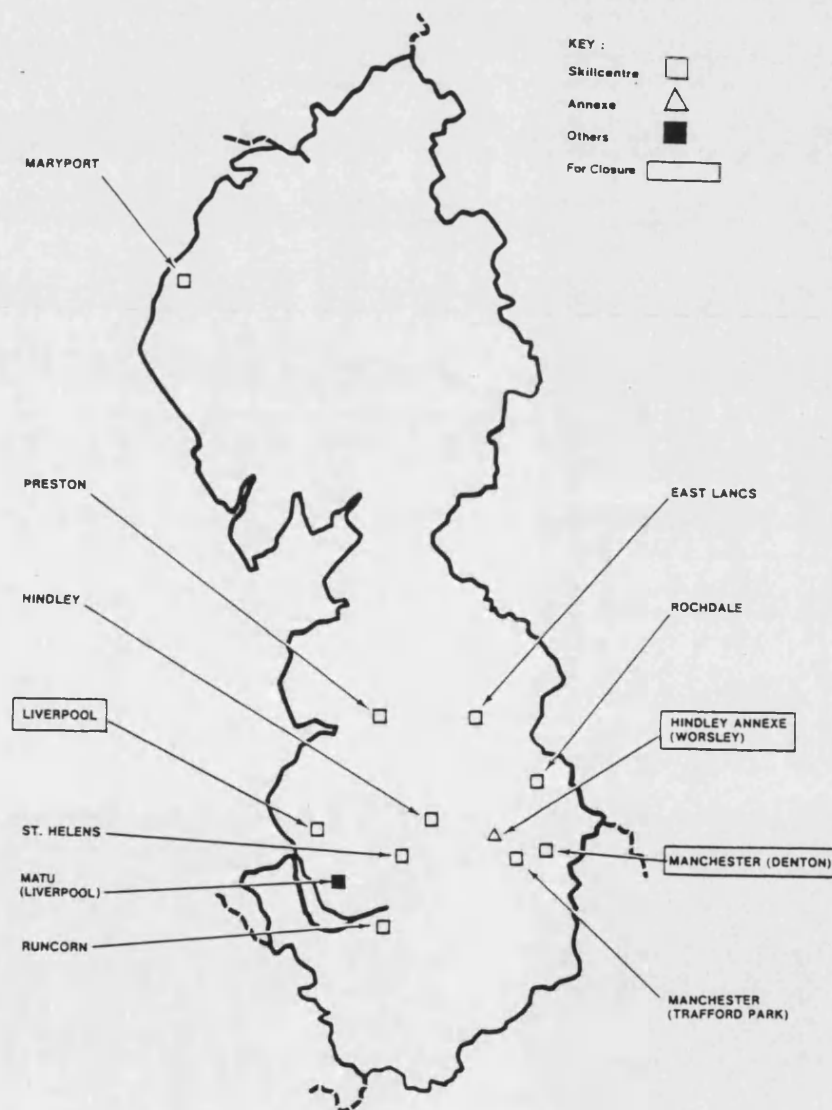 KEY :
Skillcentre
Annexe
Others
For Closure
MARYPORT
PRESTON
HINDLEY
LIVERPOOL
ST. HELENS
MATU
(LIVERPOOL)
RUNCORN
EAST LANCS
ROCHDALE
HINDLEY ANNEXE
(WORSLEY)
MANCHESTER (DENTON)
MANCHESTER
(TRAFFORD PARK)